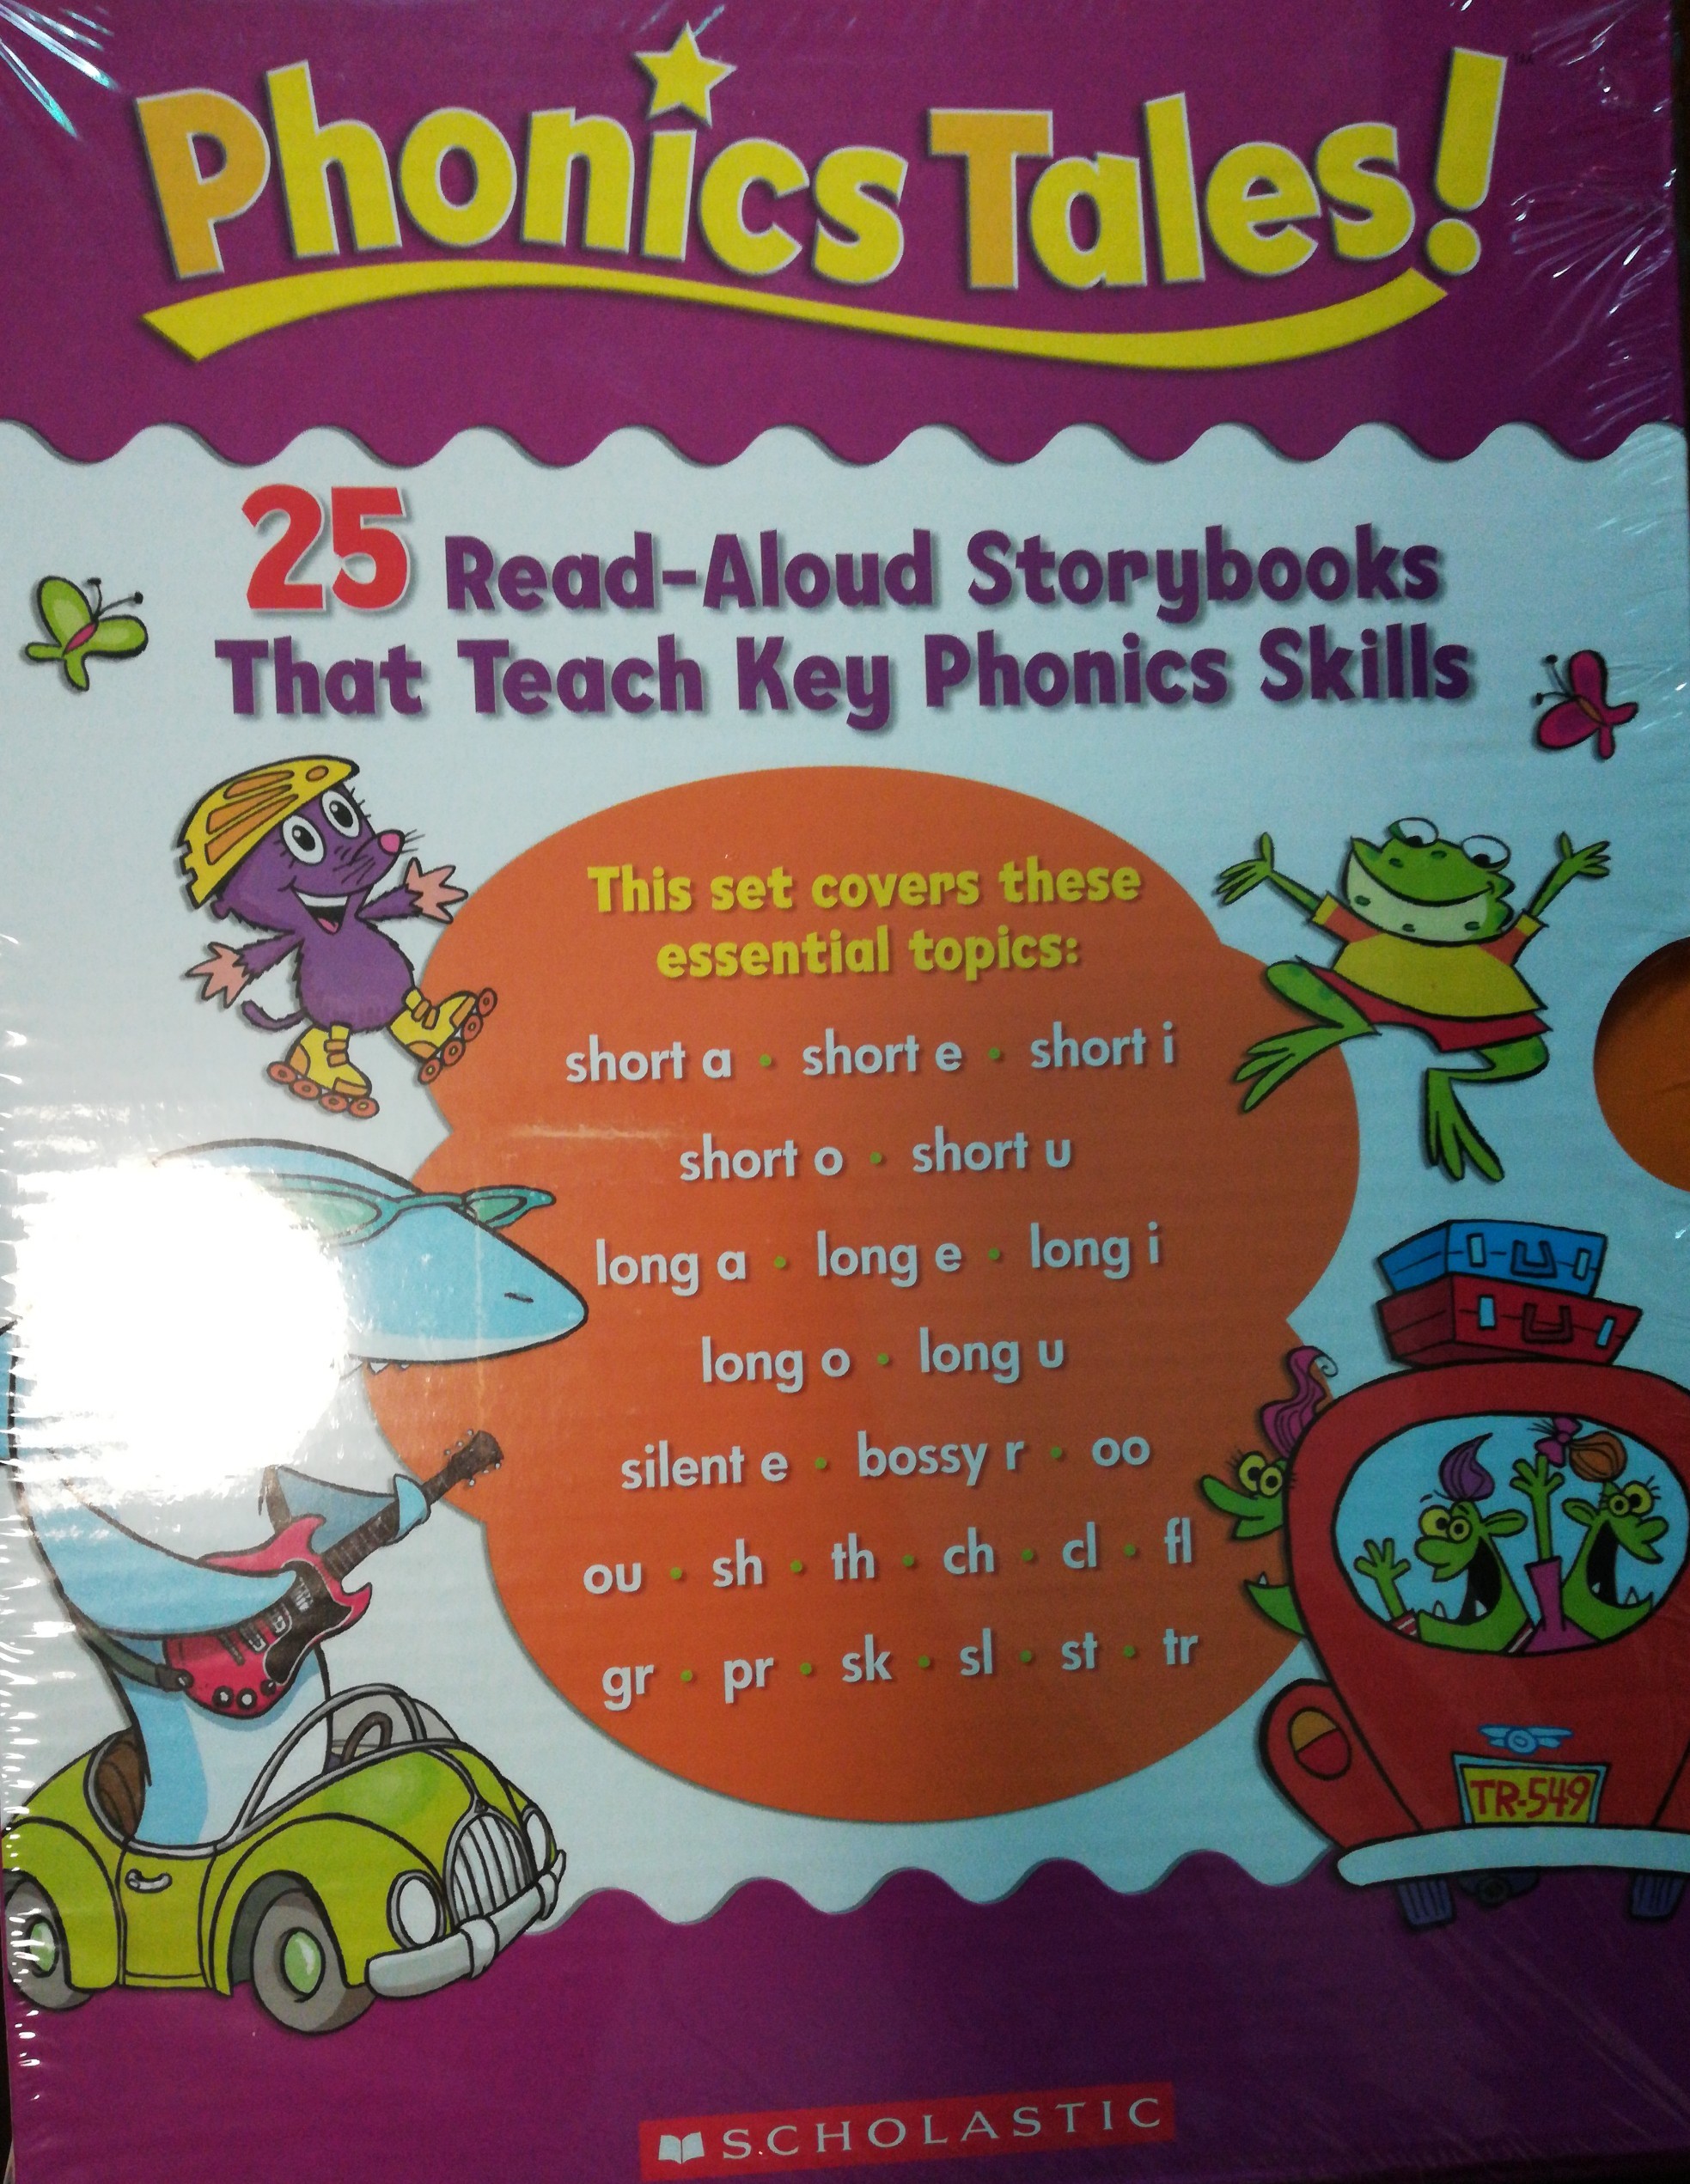 Phonics Tales!
25 Read-Aloud Storybooks
That Teach Key Phonics Skills
This set covers these
essential topics:
short a • short e • short i
short o • short u
long a • long e • long i
long o • long u
silent e • bossy r • oo
ou • sh • th • ch • cl • fl
gr • pr • sk • sl • st • tr
TR-549
SCHOLASTIC